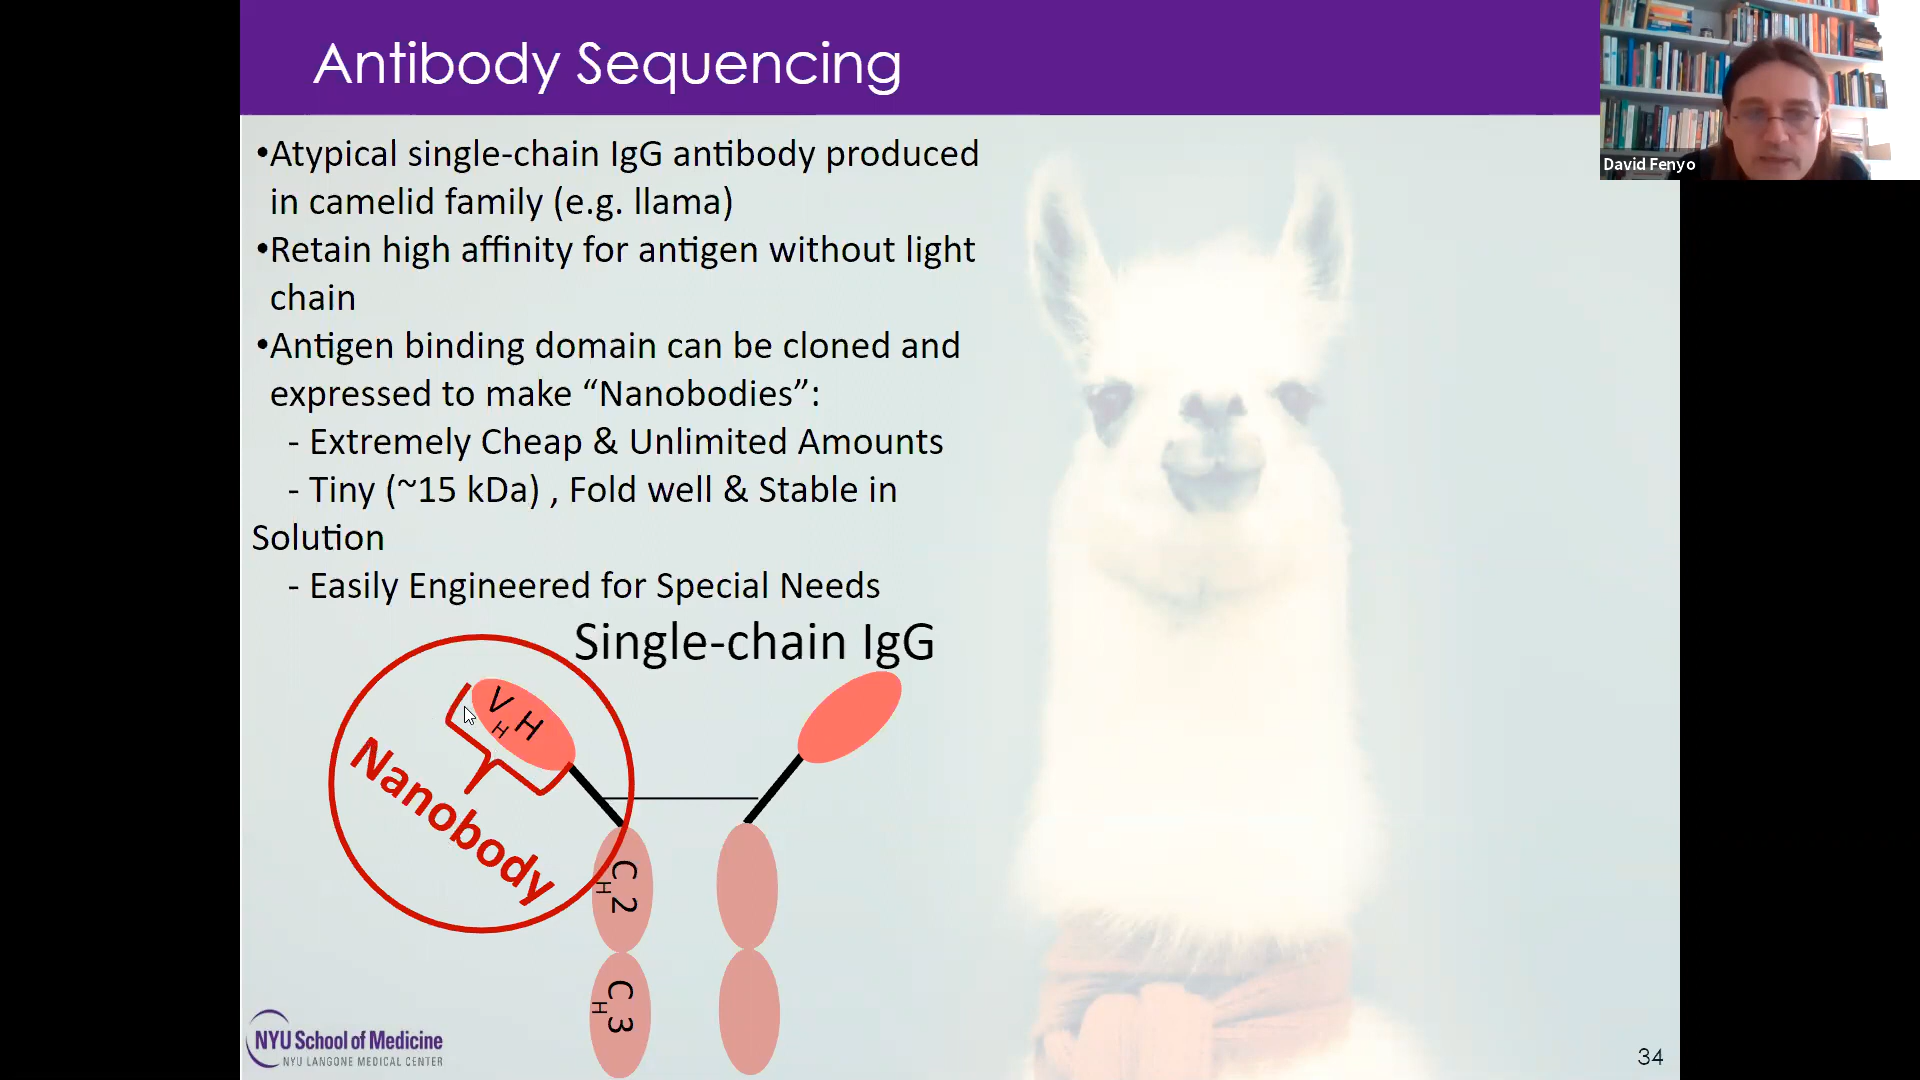 Antibody Sequencing
David Fenyo
•Atypical single-chain IgG antibody produced
in camelid family (e.g. llama)
•Retain high affinity for antigen without light
chain
•Antigen binding domain can be cloned and
expressed to make “Nanobodies”:
- Extremely Cheap & Unlimited Amounts
- Tiny (~15 kDa) , Fold well & Stable in
Solution
- Easily Engineered for Special Needs
Single-chain IgG
VHH
Nanobody
CH2
CH3
NYU School of Medicine
NYU LANGONE MEDICAL CENTER
34